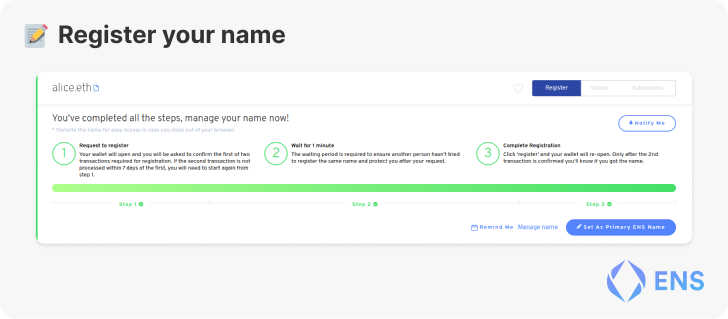 Register your name
alice.eth
Register
Details
Subdomains
You've completed all the steps, manage your name now!
* Favorite the name for easy access in case you close out of your browser.
Notify Me
1
Request to register
Your wallet will open and you will be asked to confirm the first of two
transactions required for registration. If the second transaction is not
processed within 7 days of the first, you will need to start again from
step 1.
2
Wait for 1 minute
The waiting period is required to ensure another person hasn't tried
to register the same name and protect you after your request.
3
Complete Registration
Click 'register' and your wallet will re-open. Only after the 2nd
transaction is confirmed you'll know if you got the name.
Step 1
Step 2
Step 3
Remind Me
Manage name
Set As Primary ENS Name
ENS